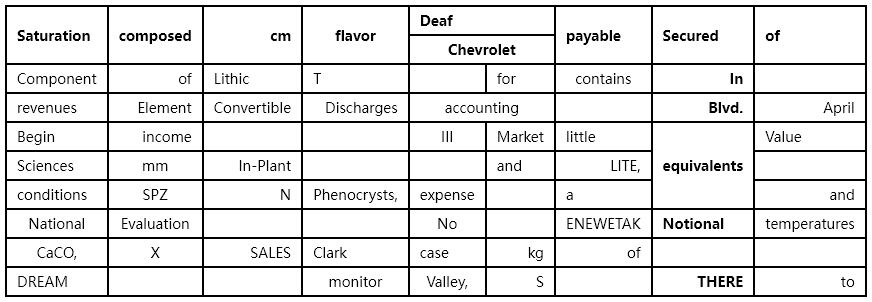 Saturation composed cm flavor Deaf payable Secured of
Chevrolet
Component of Lithic T for contains In
revenues Element Convertible Discharges accounting Blvd. April
Begin income III Market little equivalents Value
Sciences mm In-Plant and LITE,
conditions SPZ N Phenocrysts, expense a and
National Evaluation No ENEWETAK Notional temperatures
CaCO, X SALES Clark case kg of
DREAM monitor Valley, S THERE to